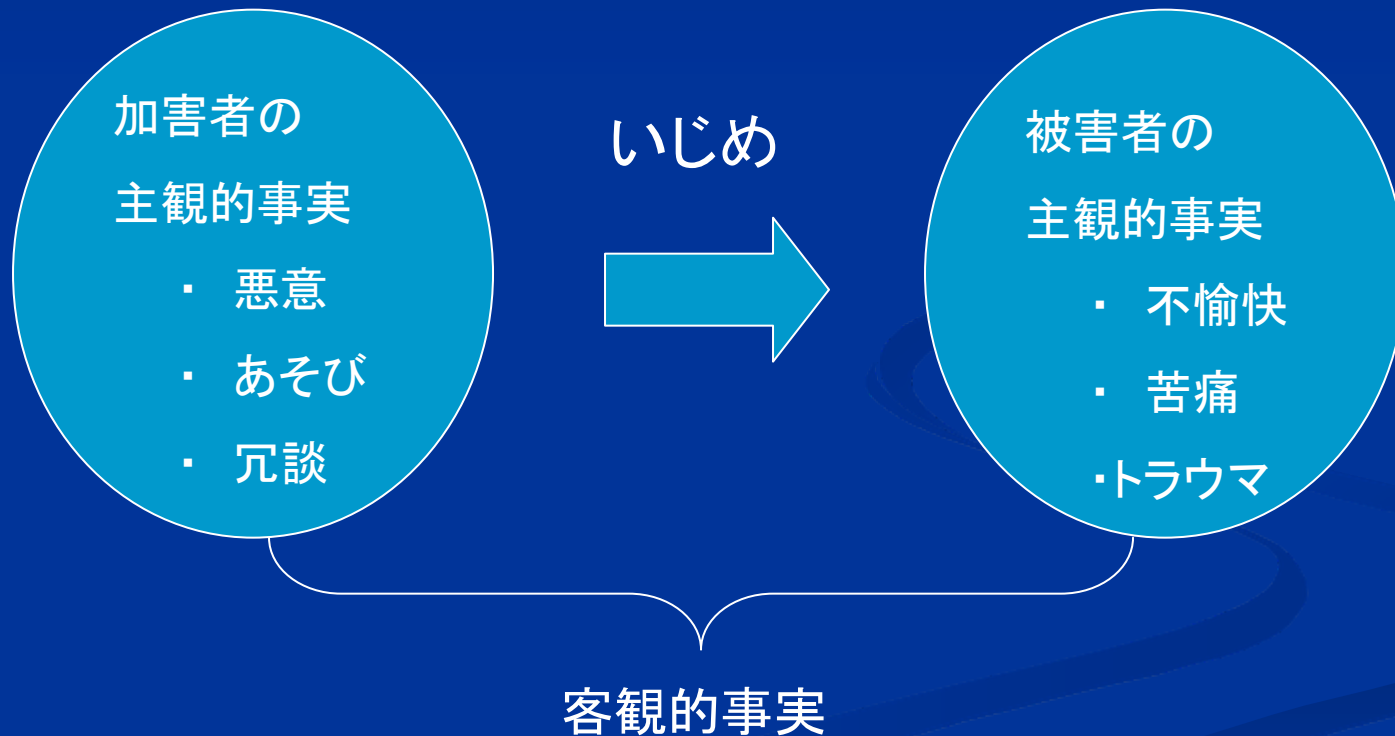 加害者の
主観的事実
・ 悪意
・ あそび
・ 冗談
いじめ
被害者の
主観的事実
・ 不愉快
・ 苦痛
・トラウマ
客観的事実